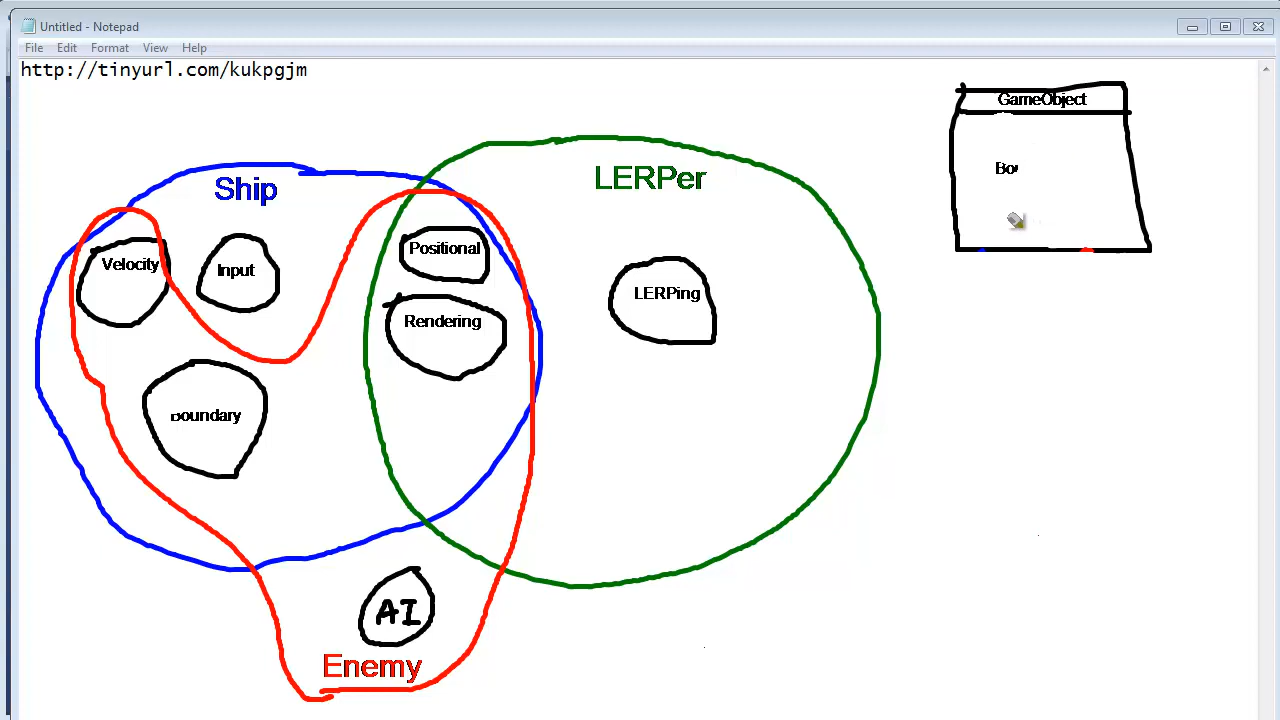 Untitled - Notepad
File Edit Format View Help
http://tinyurl.com/kukpgjm
GameObject
Ship
LERPer
Velocity
Input
Positional
LERPing
Rendering
Boundary
AI
Enemy